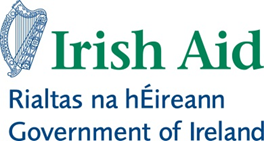 Irish Aid
Rialtas na hÉireann
Government of Ireland